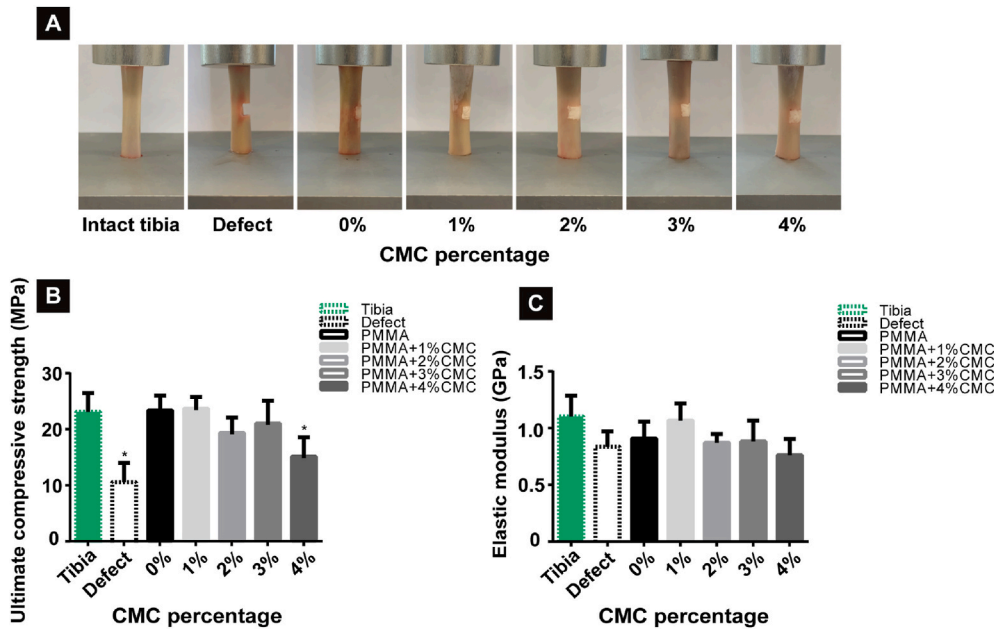 A
Intact tibia Defect 0% 1% 2% 3% 4%
CMC percentage
B
Ultimate compressive strength (MPa)
30
20
10
0
Tibia Defect 0% 1% 2% 3% 4%
CMC percentage
* *
Tibia
Defect
PMMA
PMMA+1%CMC
PMMA+2%CMC
PMMA+3%CMC
PMMA+4%CMC
C
Elastic modulus (GPa)
1.5
1.0
0.5
0.0
Tibia Defect 0% 1% 2% 3% 4%
CMC percentage
Tibia
Defect
PMMA
PMMA+1%CMC
PMMA+2%CMC
PMMA+3%CMC
PMMA+4%CMC